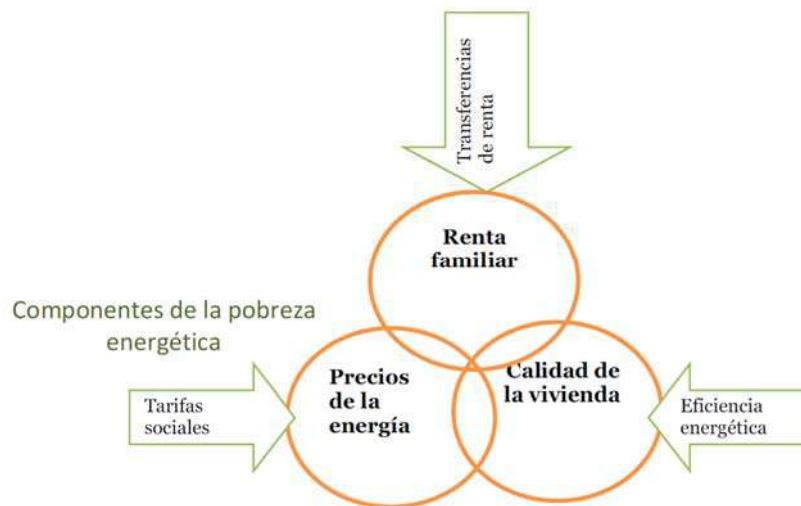 Transferencias
de renta
Renta
familiar
Componentes de la pobreza
energética
Precios
de la
energía
Calidad de
la vivienda
Tarifas
sociales
Eficiencia
energética